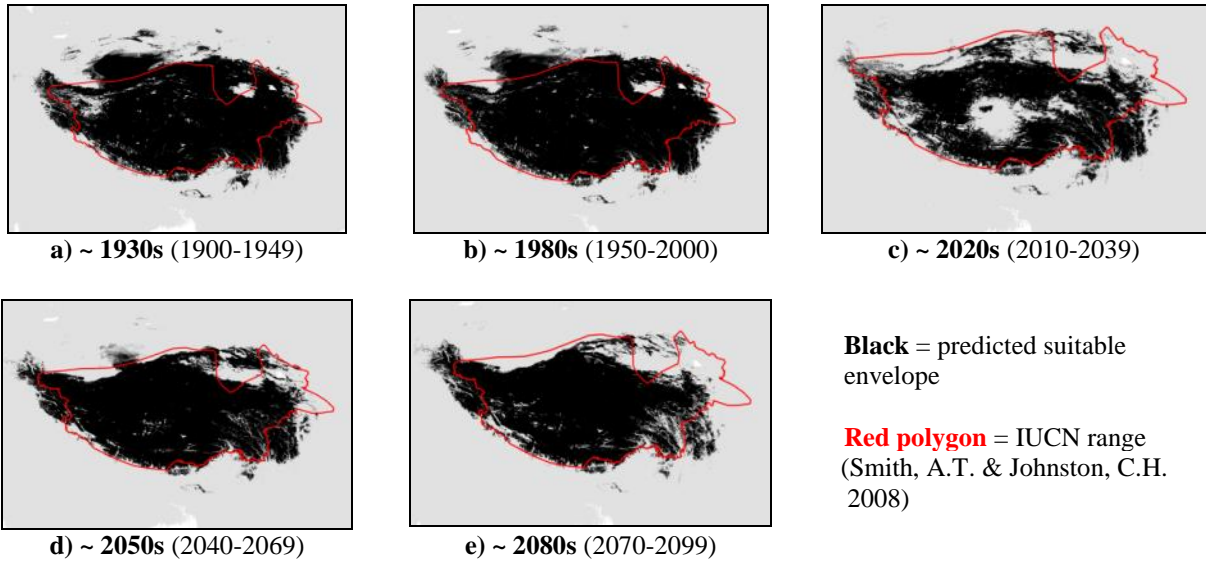 a) ~ 1930s (1900-1949)
b) ~ 1980s (1950-2000)
c) ~ 2020s (2010-2039)
d) ~ 2050s (2040-2069)
e) ~ 2080s (2070-2099)
Black = predicted suitable
envelope
Red polygon = IUCN range
(Smith, A.T. & Johnston, C.H.
2008)